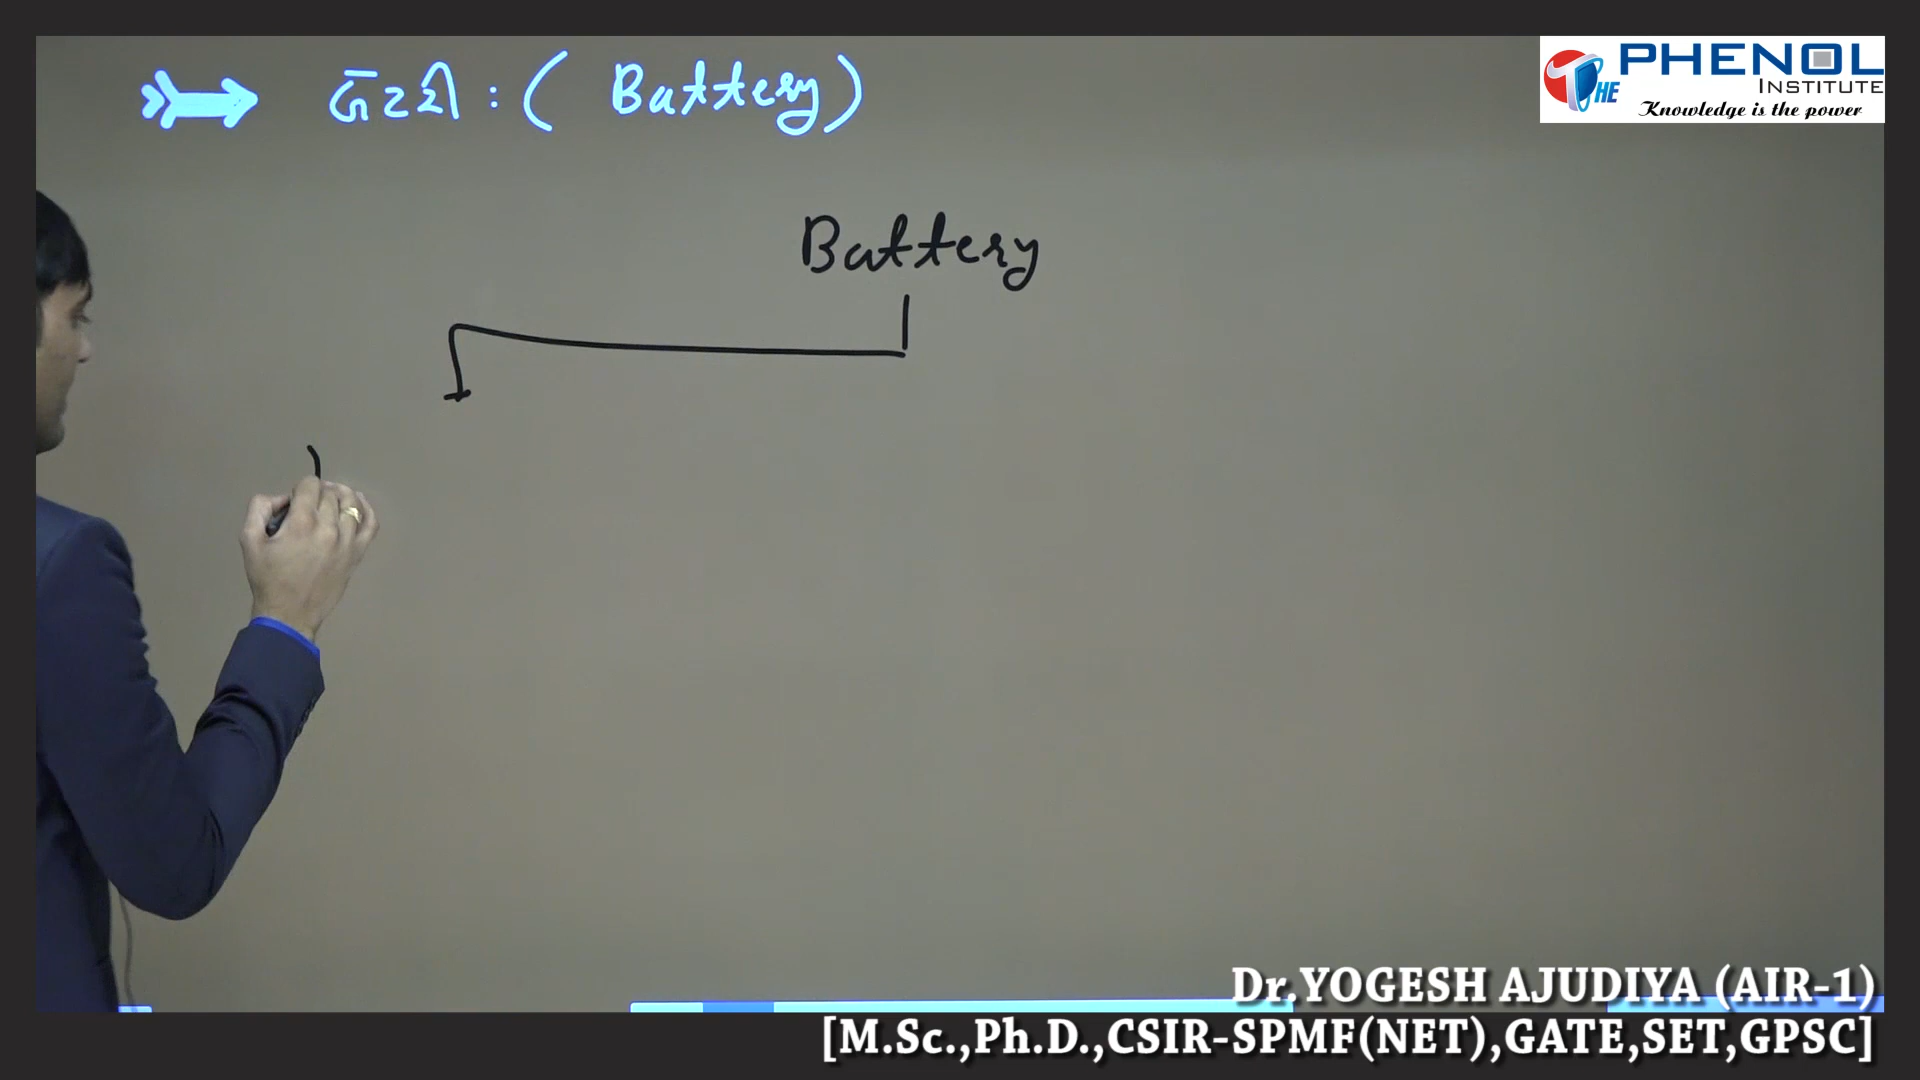 બેટરી : ( Battery )
THE PHENOL
INSTITUTE
Knowledge is the power
Battery
Dr.YOGESH AJUDIYA (AIR-1)
[M.Sc.,Ph.D.,CSIR-SPMF(NET),GATE,SET,GPSC]